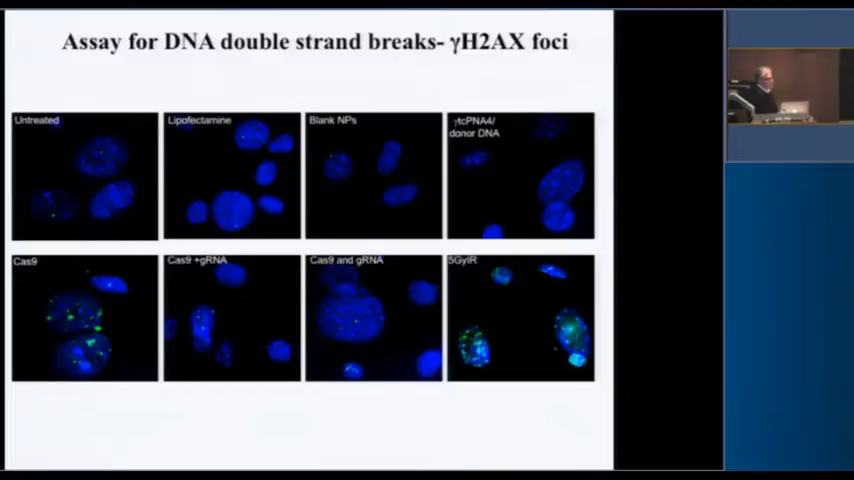 Assay for DNA double strand breaks- γH2AX foci
Untreated
Lipofectamine
Blank NPs
γtcPNA4/
donor DNA
Cas9
Cas9 +gRNA
Cas9 and gRNA
5GyIR